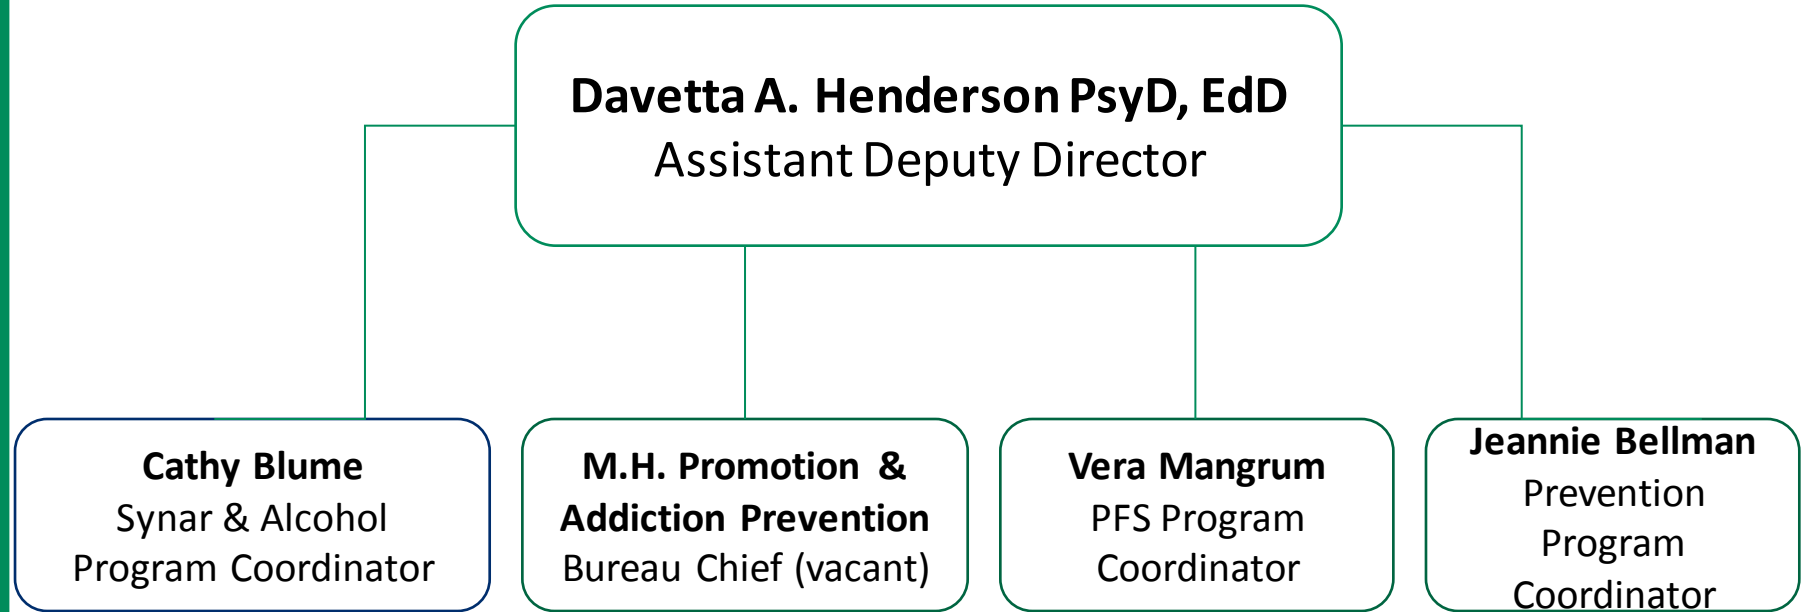 Davetta A. Henderson PsyD, EdD
Assistant Deputy Director
Cathy Blume
Synar & Alcohol
Program Coordinator
M.H. Promotion &
Addiction Prevention
Bureau Chief (vacant)
Vera Mangrum
PFS Program
Coordinator
Jeannie Bellman
Prevention
Program
Coordinator